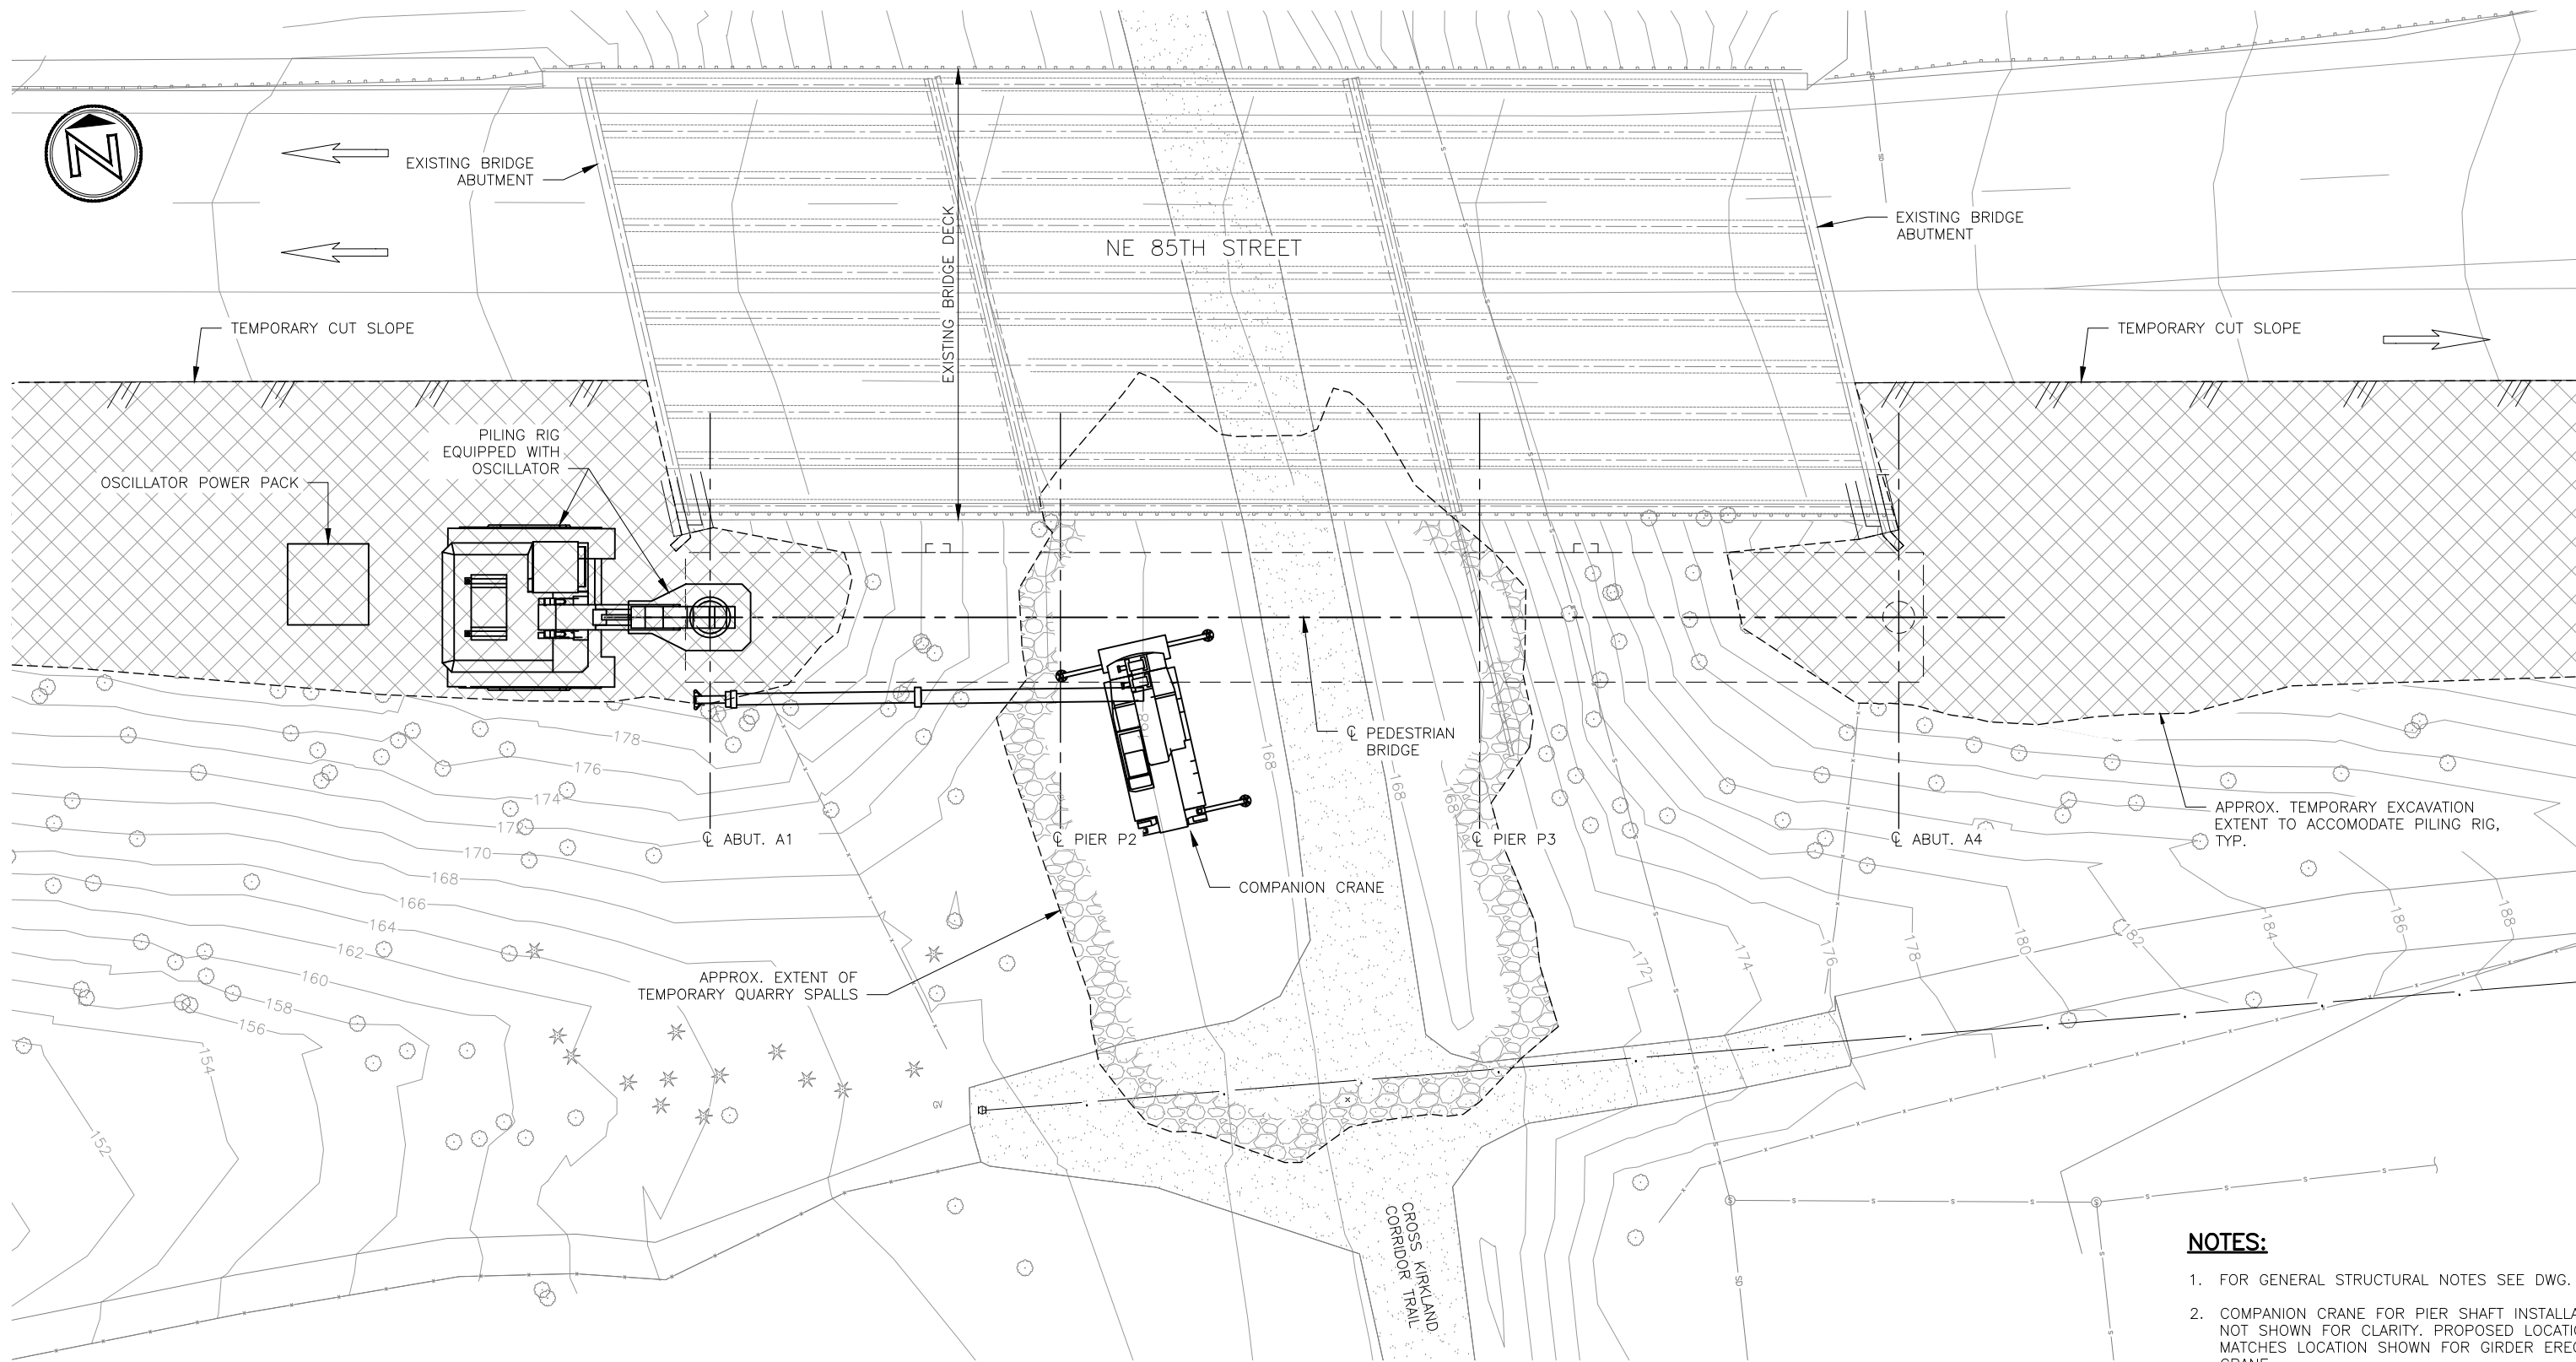 N
EXISTING BRIDGE
ABUTMENT
EXISTING BRIDGE DECK
NE 85TH STREET
EXISTING BRIDGE
ABUTMENT
TEMPORARY CUT SLOPE
TEMPORARY CUT SLOPE
PILING RIG
EQUIPPED WITH
OSCILLATOR
OSCILLATOR POWER PACK
℄ PEDESTRIAN
BRIDGE
℄ ABUT. A1
℄ PIER P2
℄ PIER P3
℄ ABUT. A4
COMPANION CRANE
APPROX. TEMPORARY EXCAVATION
EXTENT TO ACCOMODATE PILING RIG,
TYP.
APPROX. EXTENT OF
TEMPORARY QUARRY SPALLS
178
176
174
172
170
168
166
164
162
160
158
156
154
152
168
168
168
172
174
176
178
180
182
184
186
188
GV
SD
SD
CROSS KIRKLAND
CORRIDOR TRAIL
NOTES:
1. FOR GENERAL STRUCTURAL NOTES SEE DWG.
2. COMPANION CRANE FOR PIER SHAFT
NOT SHOWN FOR CLARITY. PROPOSED
MATCHES LOCATION SHOWN FOR GIRDER